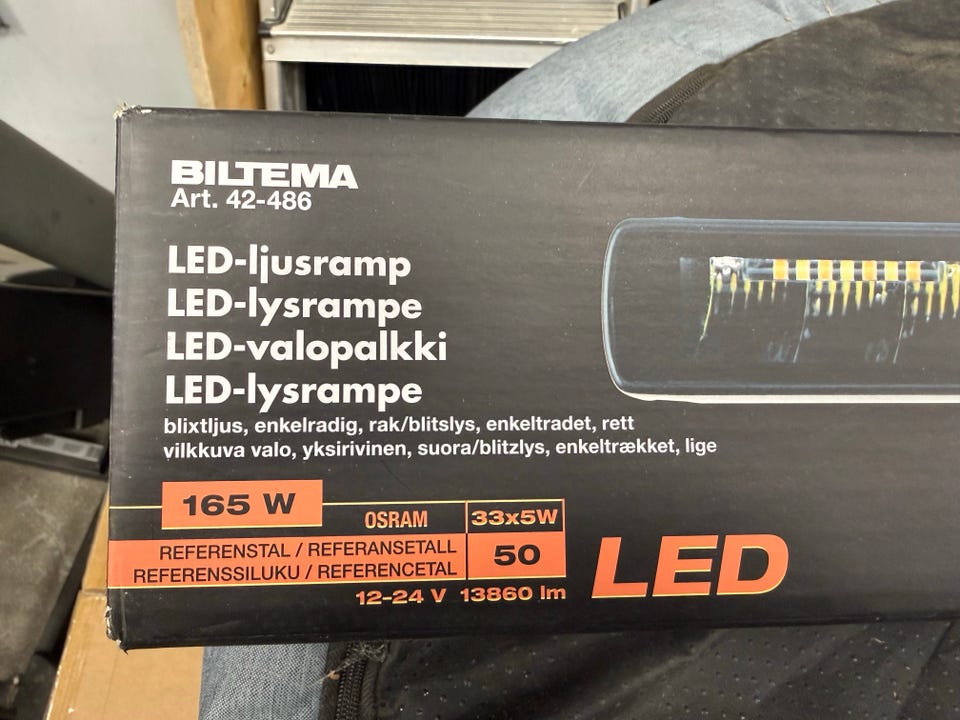 BILTEMA
Art. 42-486
LED-ljusramp
LED-lysrampe
LED-valopalkki
LED-lysrampe
blixtljus, enkelradig, rak/blitslys, enkeltradet, rett
vilkkuva valo, yksirivinen, suora/blitzlys, enkeltrækket, lige
165 W
OSRAM 33x5W
REFERENSTAL / REFERANSETALL
REFERENSSILUKU / REFERENCETAL
50
12-24 V 13860 lm
LED